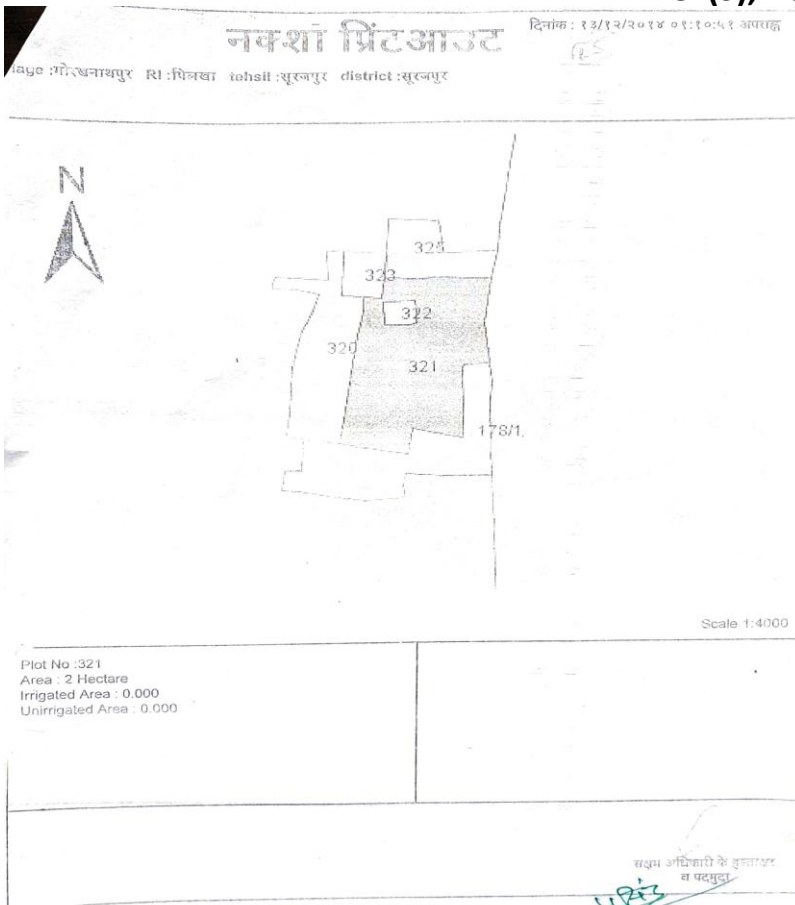 नक्शा प्रिंटआउट
दिनांक : १३/१२/२०१४ ०१:१०:५१ अपराह्न
lage :गोरखनाथपुर RI :पिलखा tehsil :सूरजपुर district :सूरजपुर
N
325
323
322
320
321
178/1.
Scale 1:4000
Plot No :321
Area : 2 Hectare
Irrigated Area : 0.000
Unirrigated Area : 0.000
सक्षम अधिकारी के हस्ताक्षर
व पदमुद्रा